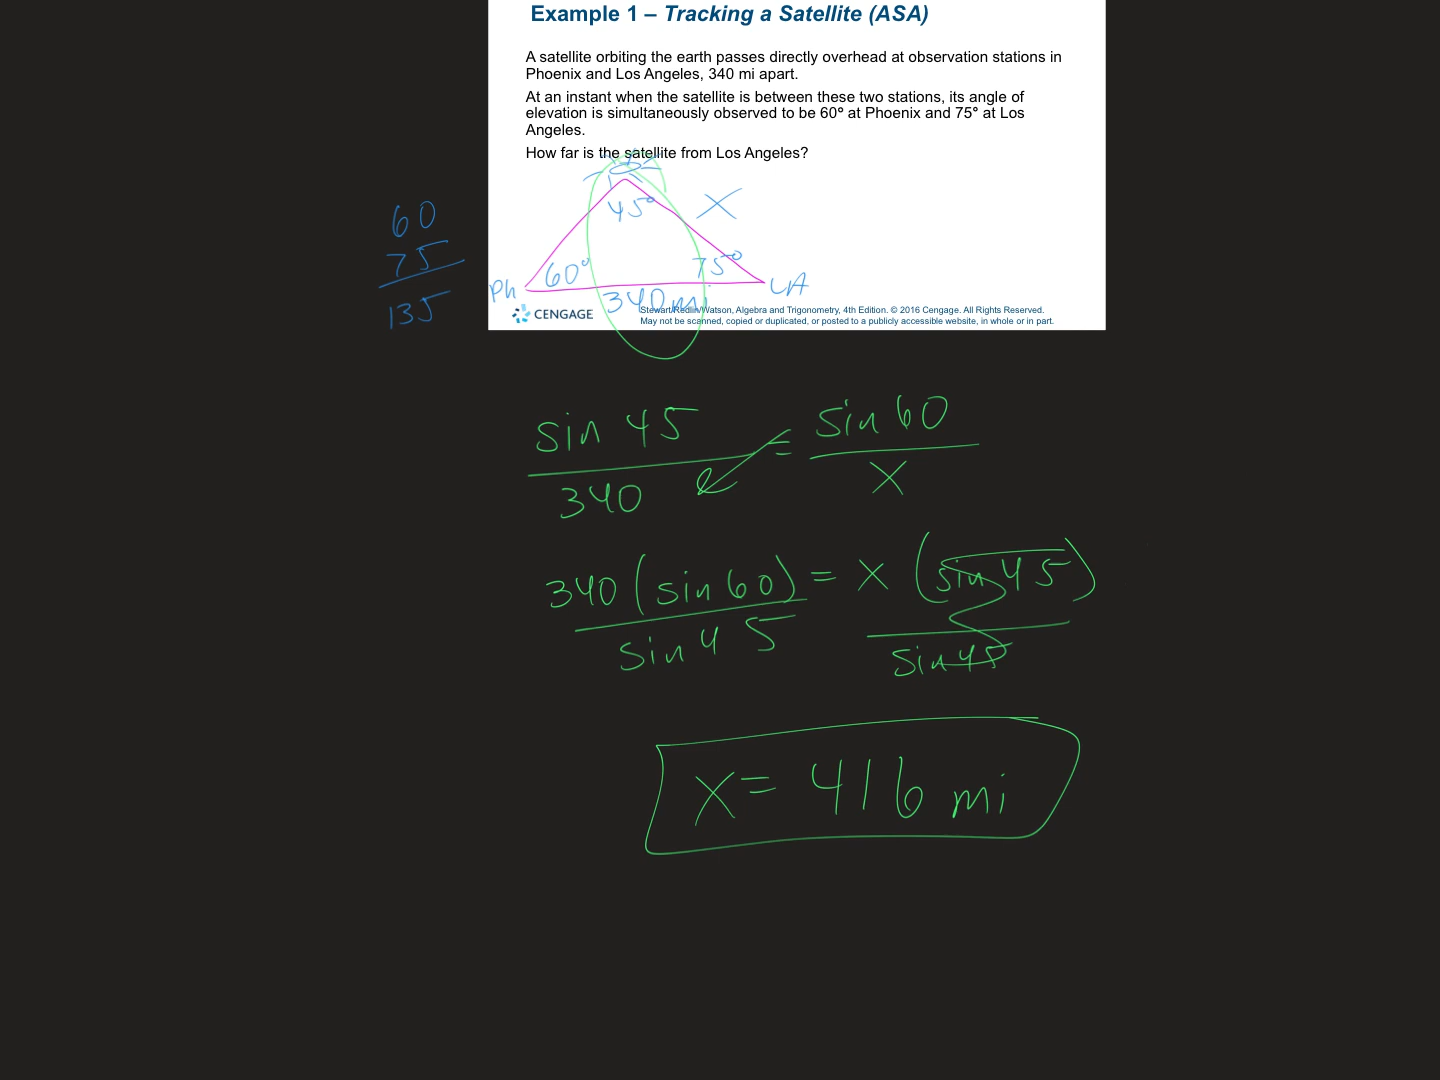 Example 1 – Tracking a Satellite (ASA)
A satellite orbiting the earth passes directly overhead at observation stations in
Phoenix and Los Angeles, 340 mi apart.
At an instant when the satellite is between these two stations, its angle of
elevation is simultaneously observed to be 60° at Phoenix and 75° at Los
Angeles.
How far is the satellite from Los Angeles?
45° X
60° 75°
Ph 340mi LA
60
75
135
CENGAGE
Stewart/Redlin/Watson, Algebra and Trigonometry, 4th Edition. © 2016 Cengage. All Rights Reserved.
May not be scanned, copied or duplicated, or posted to a publicly accessible website, in whole or in part.
sin 45 = sin 60
340 X
340 (sin 60) = X (sin 45)
sin 45 sin 45
X = 416 mi